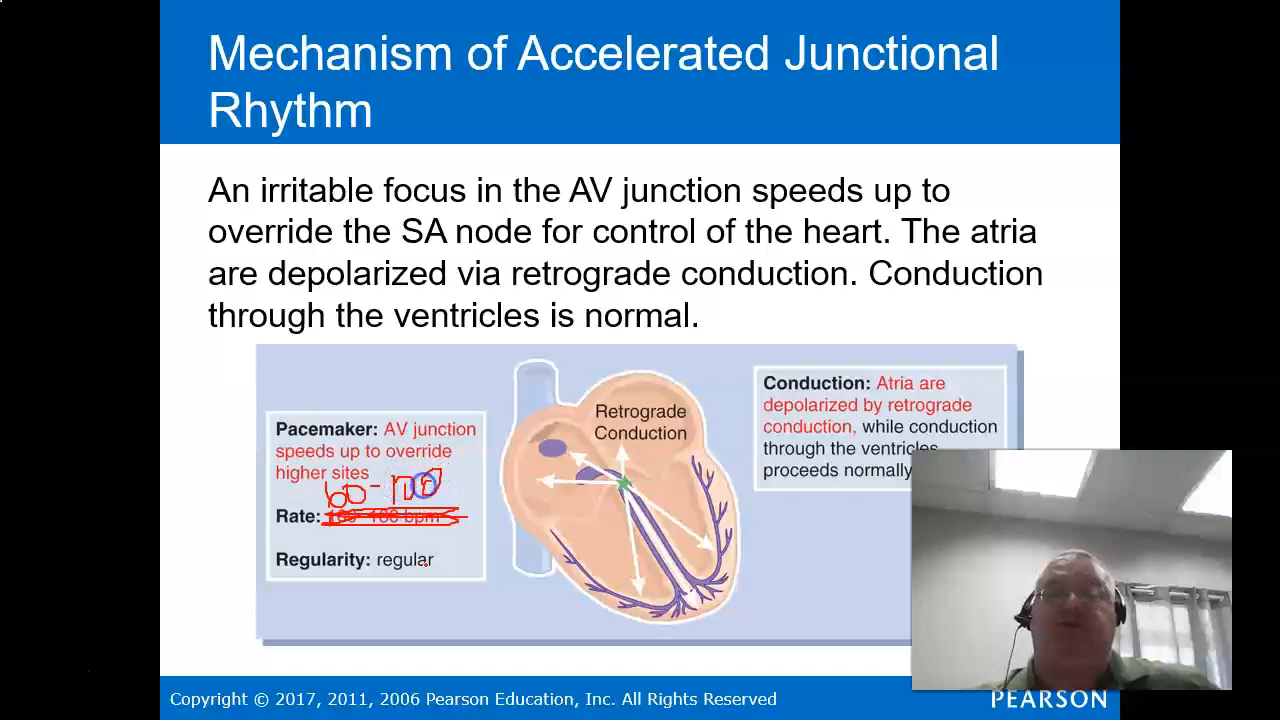 Mechanism of Accelerated Junctional
Rhythm
An irritable focus in the AV junction speeds up to
override the SA node for control of the heart. The atria
are depolarized via retrograde conduction. Conduction
through the ventricles is normal.
Pacemaker: AV junction
speeds up to override
higher sites
60-100
Rate:
Regularity: regular
Retrograde
Conduction
Conduction: Atria are
depolarized by retrograde
conduction, while conduction
through the ventricles
proceeds normally
Copyright © 2017, 2011, 2006 Pearson Education, Inc. All Rights Reserved
PEARSON